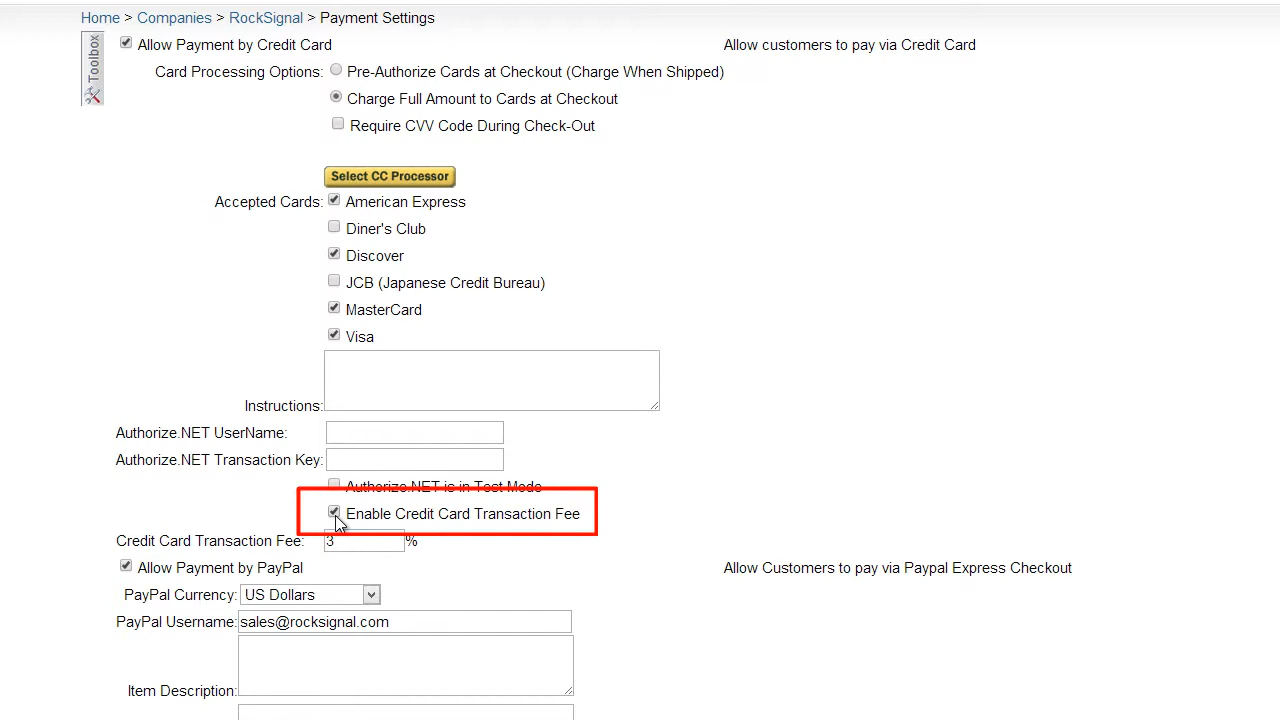 Home > Companies > RockSignal > Payment Settings
Toolbox
Allow Payment by Credit Card
Allow customers to pay via Credit Card
Card Processing Options:
Pre-Authorize Cards at Checkout (Charge When Shipped)
Charge Full Amount to Cards at Checkout
Require CVV Code During Check-Out
Select CC Processor
Accepted Cards:
American Express
Diner's Club
Discover
JCB (Japanese Credit Bureau)
MasterCard
Visa
Instructions:
Authorize.NET UserName:
Authorize.NET Transaction Key:
Authorize.NET is in Test Mode
Enable Credit Card Transaction Fee
Credit Card Transaction Fee: 3 %
Allow Payment by PayPal
Allow Customers to pay via Paypal Express Checkout
PayPal Currency: US Dollars
PayPal Username: sales@rocksignal.com
Item Description: